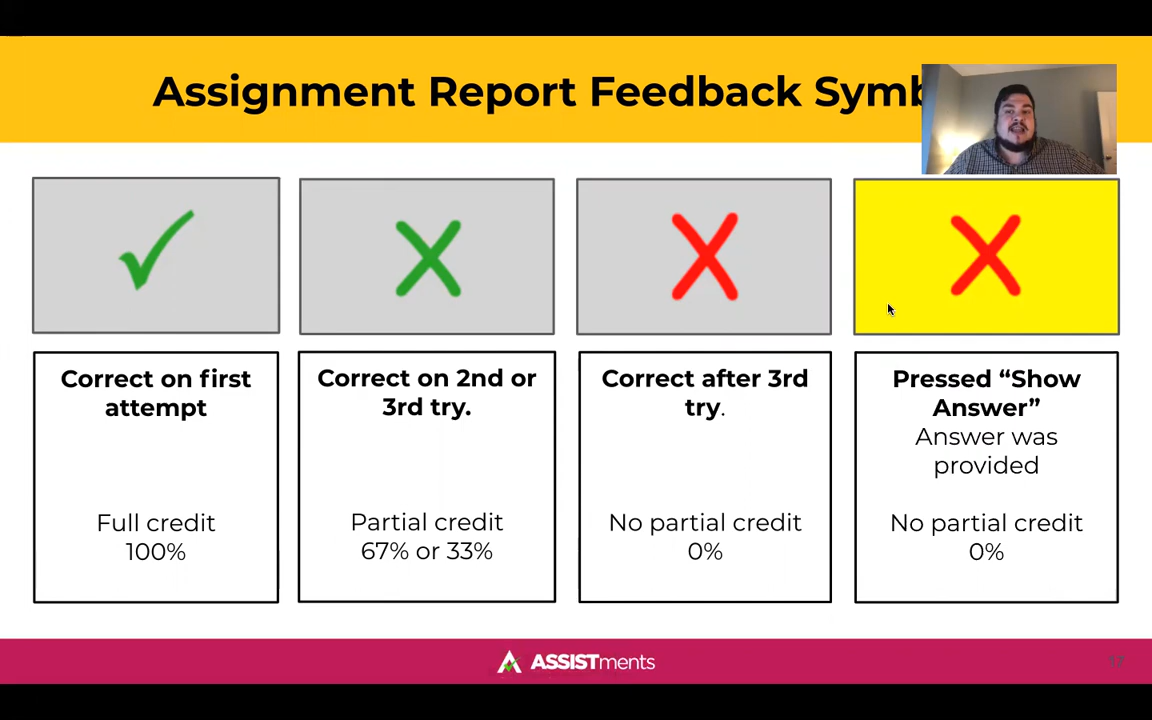 Assignment Report Feedback Symb
Correct on first
attempt
Full credit
100%
Correct on 2nd or
3rd try.
Partial credit
67% or 33%
Correct after 3rd
try.
No partial credit
0%
Pressed “Show
Answer”
Answer was
provided
No partial credit
0%
ASSISTments
17